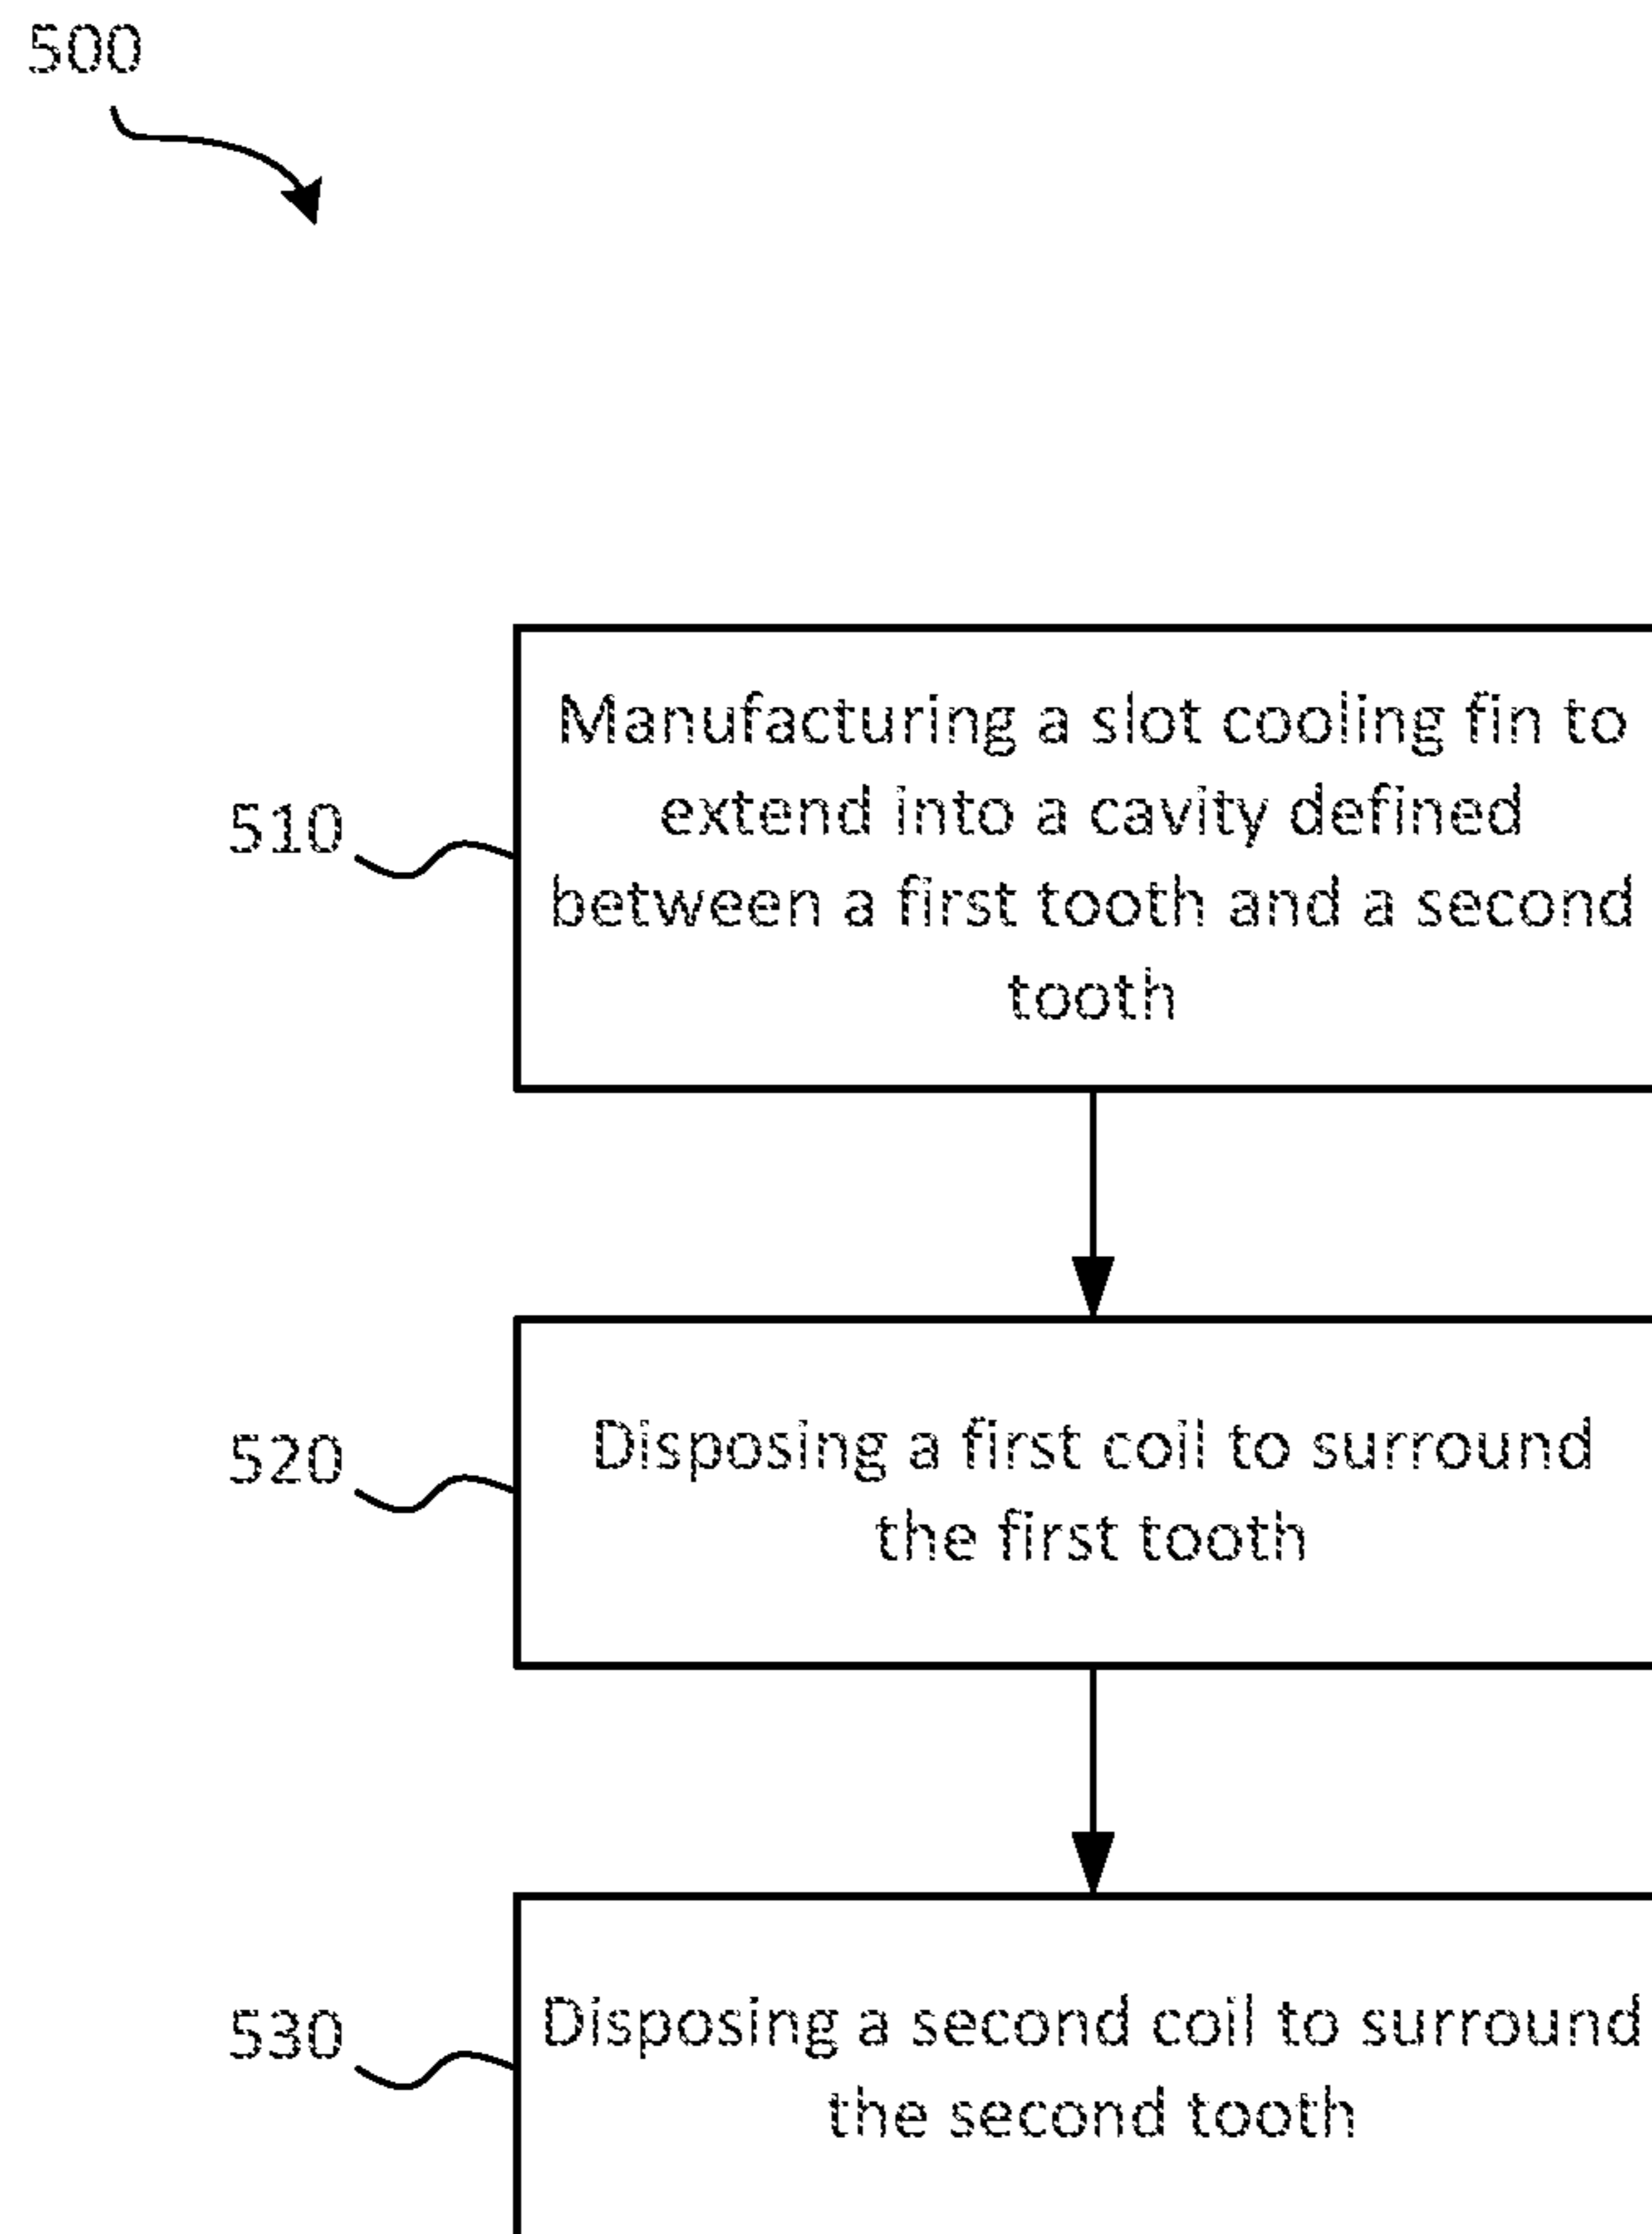 500
510
Manufacturing a slot cooling fin to
extend into a cavity defined
between a first tooth and a second
tooth
520
Disposing a first coil to surround
the first tooth
530
Disposing a second coil to surround
the second tooth